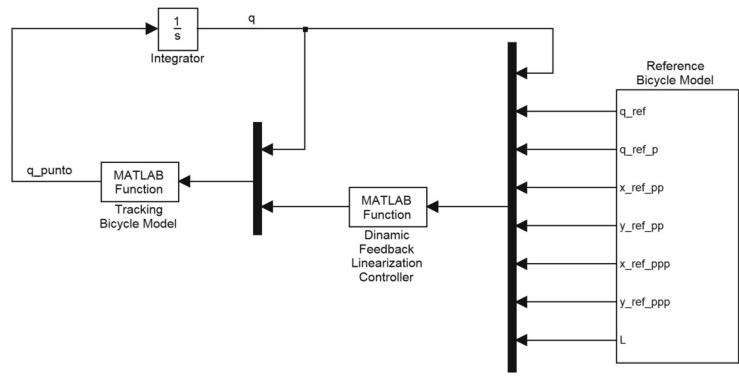 1
s
Integrator
q
q_punto
MATLAB
Function
Tracking
Bicycle Model
MATLAB
Function
Dinamic
Feedback
Linearization
Controller
Reference
Bicycle Model
q_ref
q_ref_p
x_ref_pp
y_ref_pp
x_ref_ppp
y_ref_ppp
L